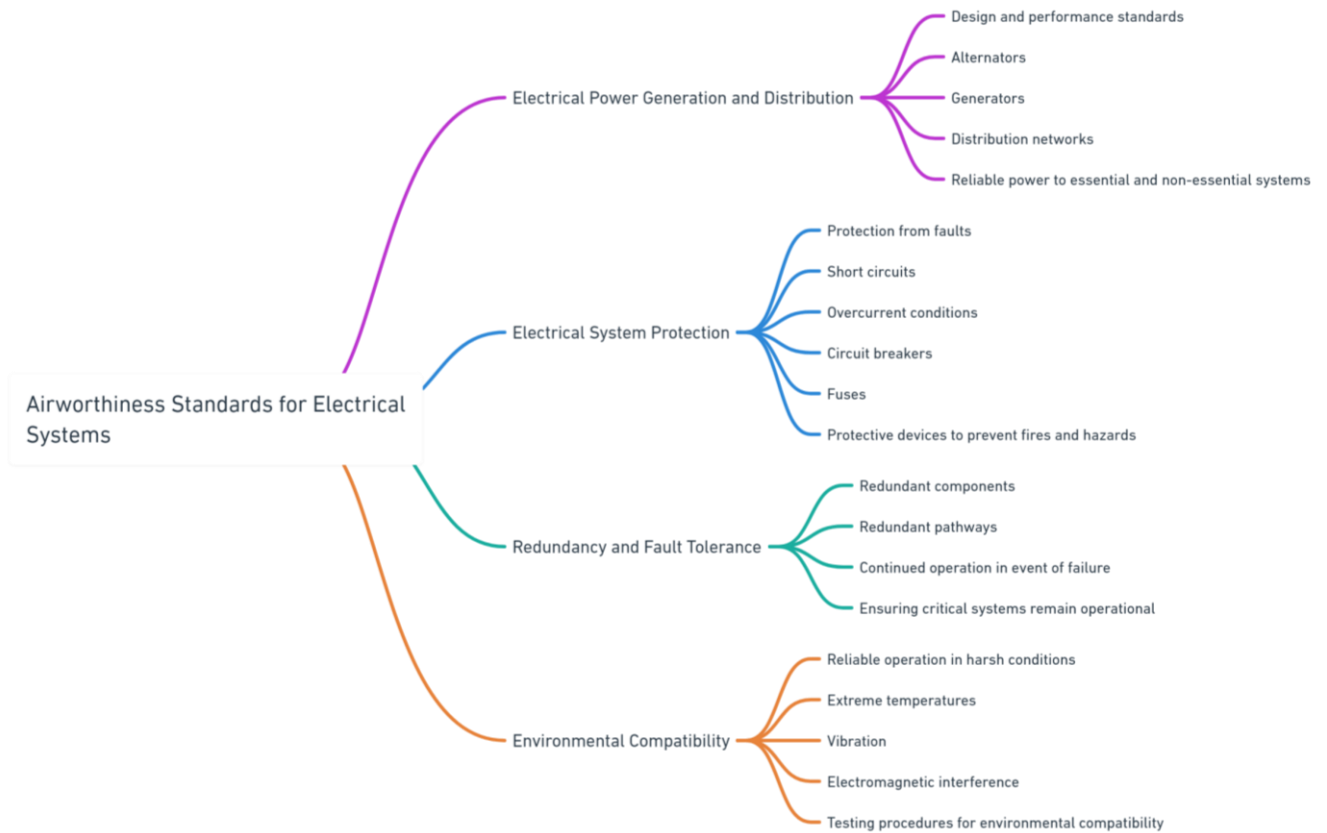 Airworthiness Standards for Electrical
Systems
Electrical Power Generation and Distribution
Design and performance standards
Alternators
Generators
Distribution networks
Reliable power to essential and non-essential systems
Electrical System Protection
Protection from faults
Short circuits
Overcurrent conditions
Circuit breakers
Fuses
Protective devices to prevent fires and hazards
Redundancy and Fault Tolerance
Redundant components
Redundant pathways
Continued operation in event of failure
Ensuring critical systems remain operational
Environmental Compatibility
Reliable operation in harsh conditions
Extreme temperatures
Vibration
Electromagnetic interference
Testing procedures for environmental compatibility